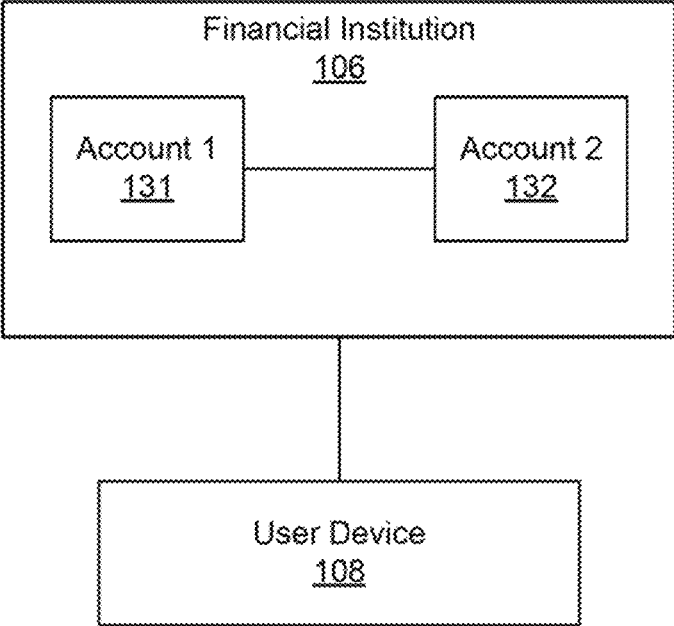 Financial Institution
106
Account 1
131
Account 2
132
User Device
108